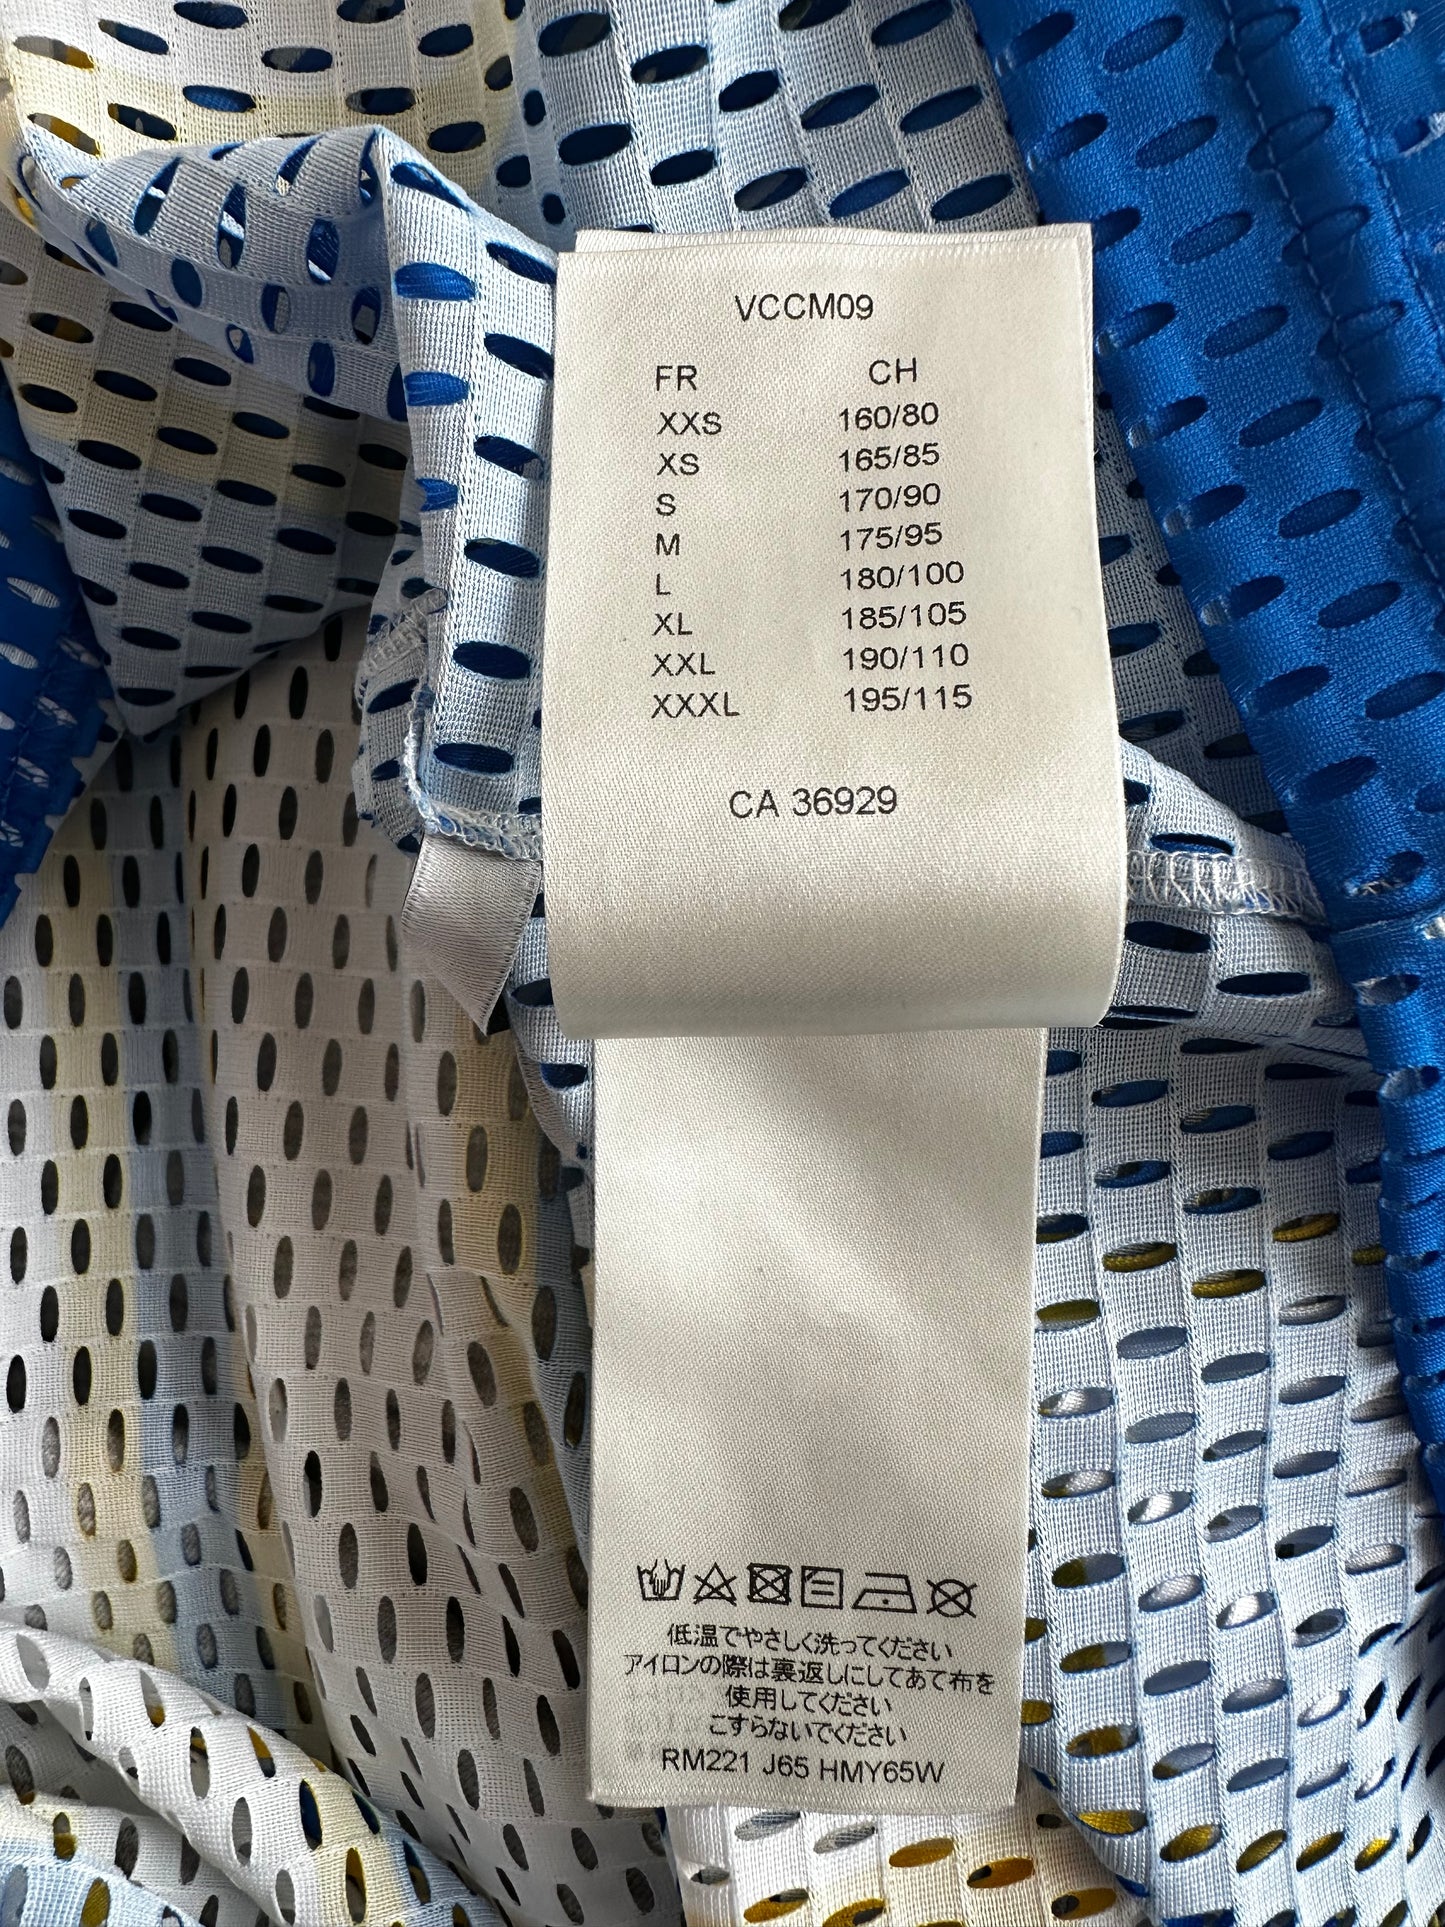 VCCM09
FR CH
XXS 160/80
XS 165/85
S 170/90
M 175/95
L 180/100
XL 185/105
XXL 190/110
XXXL 195/115
CA 36929
低温でやさしく洗ってください
アイロンの際は裏返しにしてあて布を
使用してください
こすらないでください
RM221 J65 HMY65W